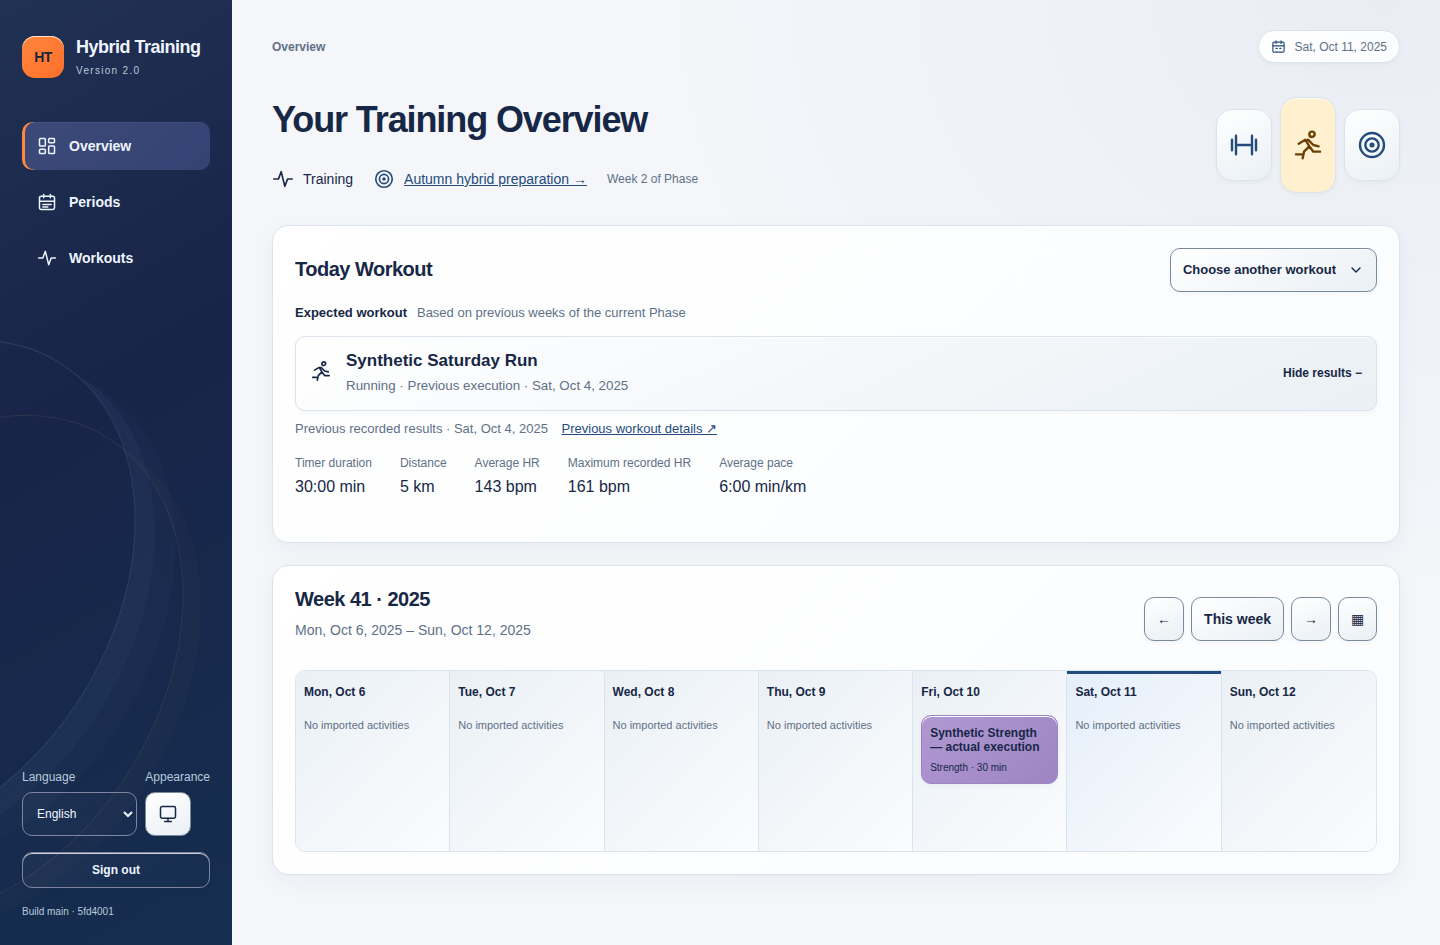 HT
Hybrid Training
Version 2.0
Overview
Periods
Workouts
Language
Appearance
English
Sign out
Build main · 5fd4001
Overview
Sat, Oct 11, 2025
Your Training Overview
Training
Autumn hybrid preparation →
Week 2 of Phase
Today Workout
Choose another workout
Expected workout Based on previous weeks of the current Phase
Synthetic Saturday Run
Running · Previous execution · Sat, Oct 4, 2025
Hide results −
Previous recorded results · Sat, Oct 4, 2025 Previous workout details ↗
Timer duration Distance Average HR Maximum recorded HR Average pace
30:00 min 5 km 143 bpm 161 bpm 6:00 min/km
Week 41 · 2025
Mon, Oct 6, 2025 – Sun, Oct 12, 2025
← This week → ▦
Mon, Oct 6
No imported activities
Tue, Oct 7
No imported activities
Wed, Oct 8
No imported activities
Thu, Oct 9
No imported activities
Fri, Oct 10
Synthetic Strength
— actual execution
Strength · 30 min
Sat, Oct 11
No imported activities
Sun, Oct 12
No imported activities